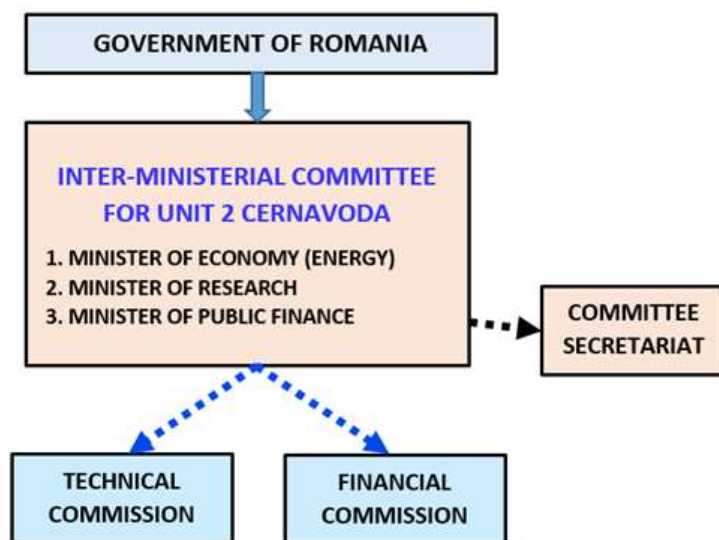 GOVERNMENT OF ROMANIA
INTER-MINISTERIAL COMMITTEE
FOR UNIT 2 CERNAVODA
1. MINISTER OF ECONOMY (ENERGY)
2. MINISTER OF RESEARCH
3. MINISTER OF PUBLIC FINANCE
COMMITTEE
SECRETARIAT
TECHNICAL
COMMISSION
FINANCIAL
COMMISSION